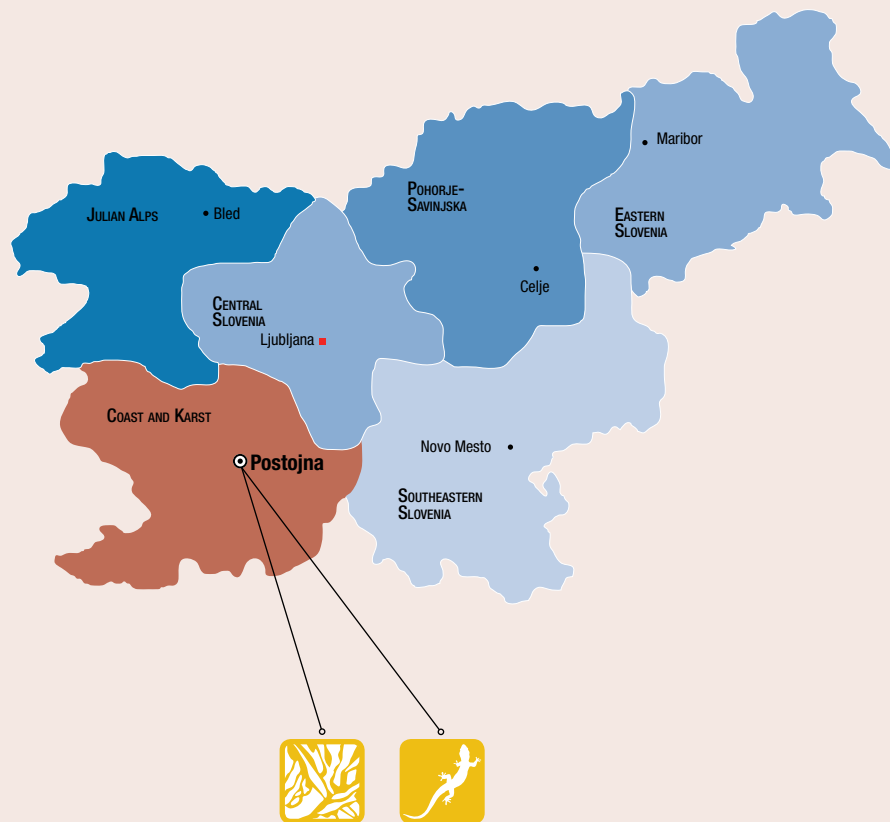 Maribor
POHORJE-
SAVINJSKA
JULIAN ALPS
Bled
EASTERN
SLOVENIA
Celje
CENTRAL
SLOVENIA
Ljubljana
COAST AND KARST
Novo Mesto
Postojna
SOUTHEASTERN
SLOVENIA